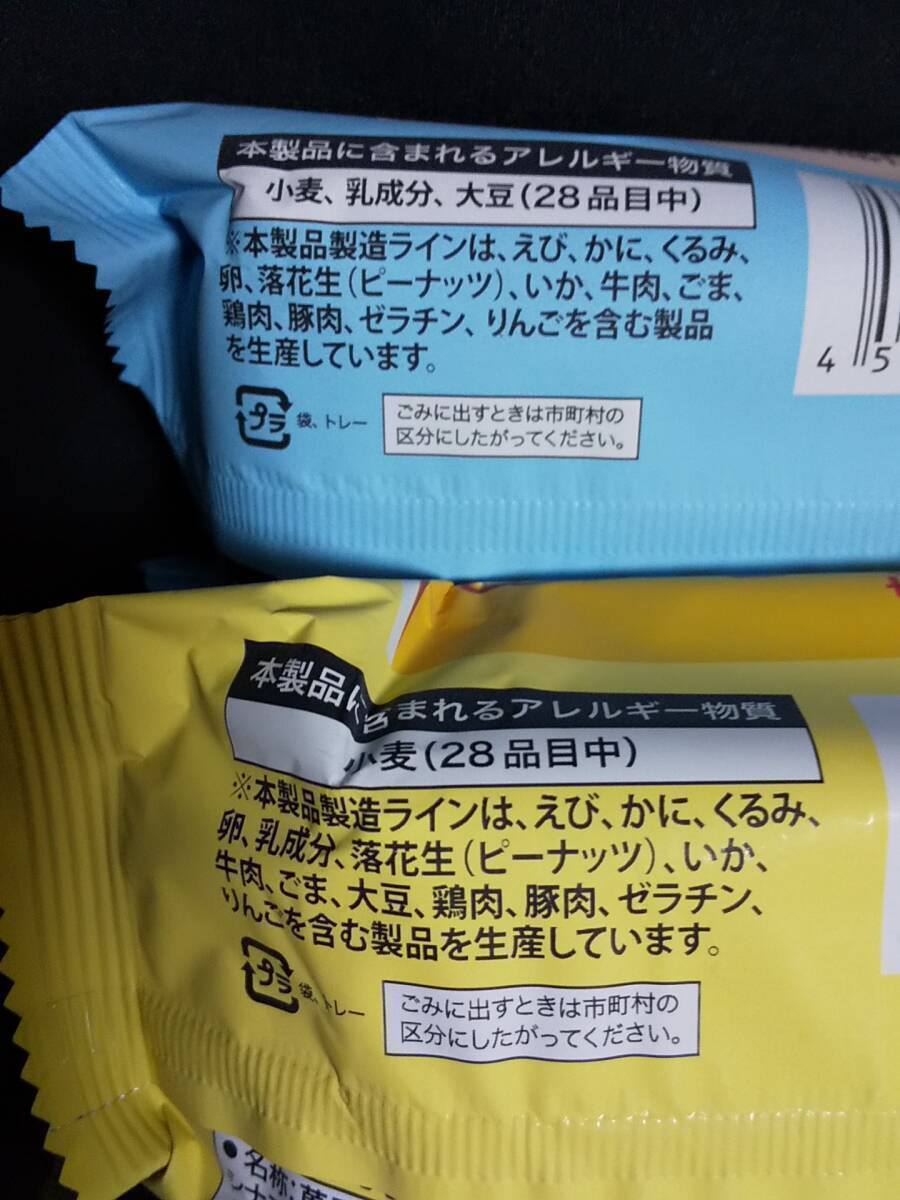 本製品に含まれるアレルギー物質
小麦、乳成分、大豆(28品目中)
※本製品製造ラインは、えび、かに、くるみ、
卵、落花生(ピーナッツ)、いか、牛肉、ごま、
鶏肉、豚肉、ゼラチン、りんごを含む製品
を生産しています。
プラ 袋、トレー
ごみに出すときは市町村の
区分にしたがってください。
4 5
本製品に含まれるアレルギー物質
小麦(28品目中)
※本製品製造ラインは、えび、かに、くるみ、
卵、乳成分、落花生(ピーナッツ)、いか、
牛肉、ごま、大豆、鶏肉、豚肉、ゼラチン、
りんごを含む製品を生産しています。
プラ 袋、トレー
ごみに出すときは市町村の
区分にしたがってください。
●名称: